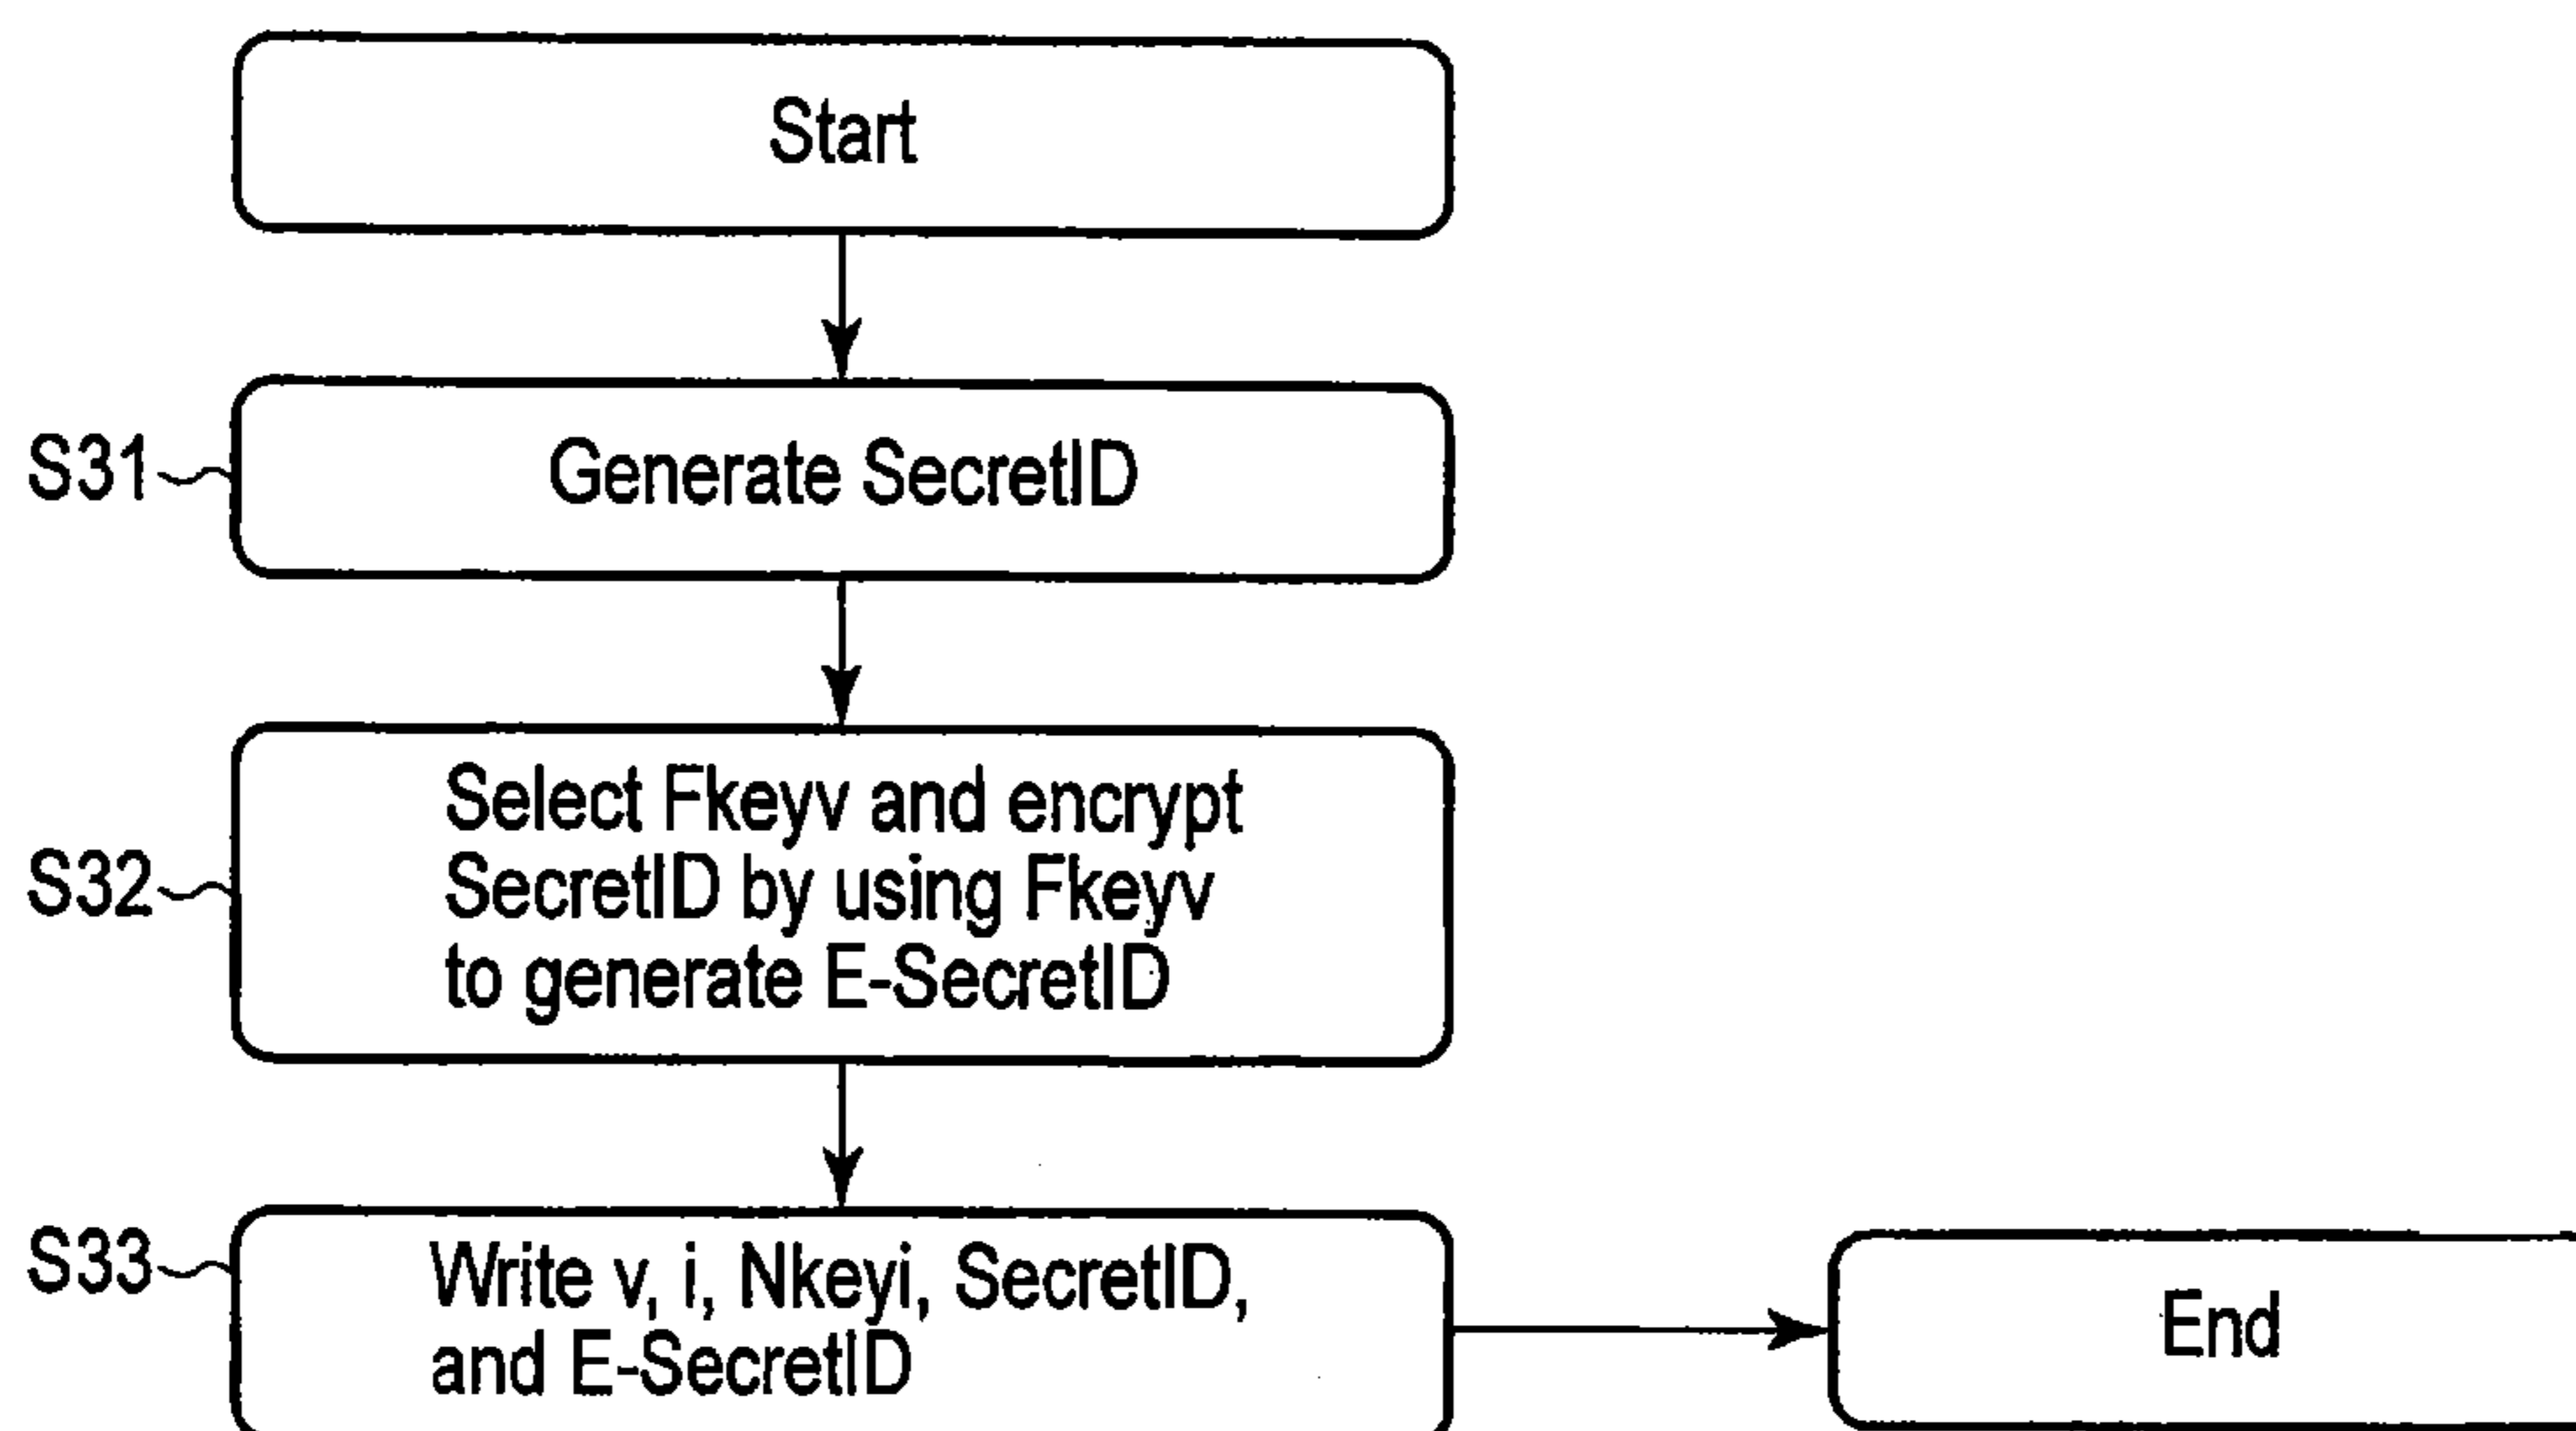 Start
S31
Generate SecretID
S32
Select Fkeyv and encrypt
SecretID by using Fkeyv
to generate E-SecretID
S33
Write v, i, Nkeyi, SecretID,
and E-SecretID
End